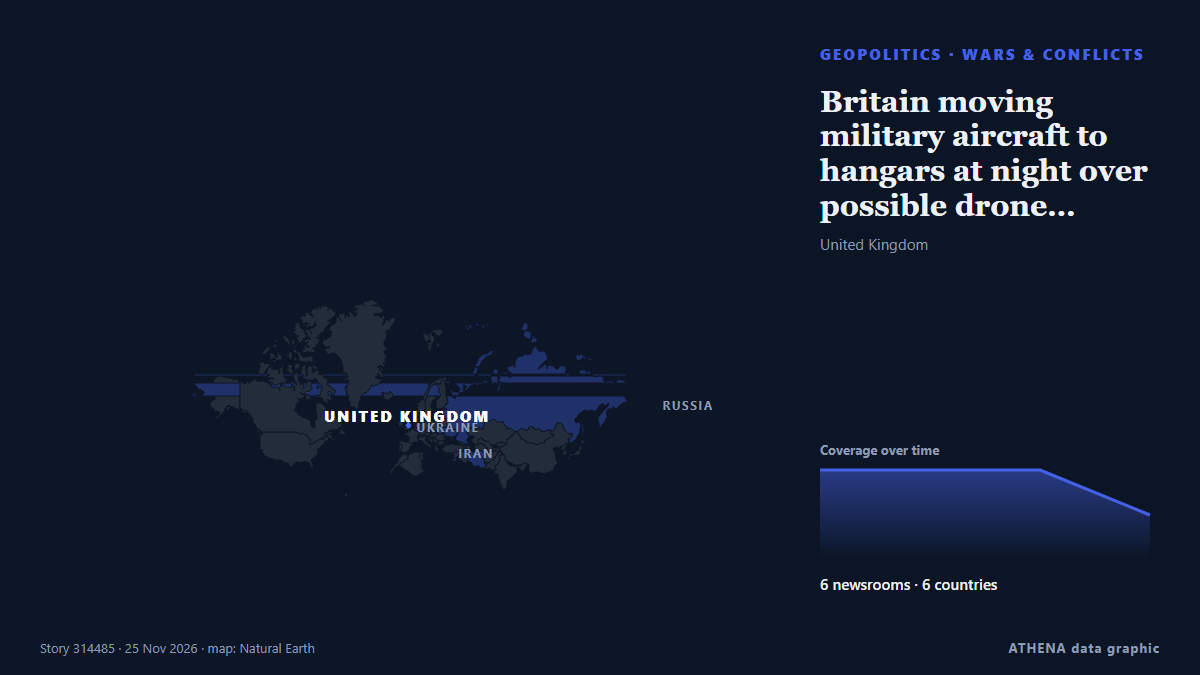 GEOPOLITICS · WARS & CONFLICTS
Britain moving
military aircraft to
hangars at night over
possible drone...
United Kingdom
RUSSIA
UNITED KINGDOM
UKRAINE
IRAN
Coverage over time
6 newsrooms · 6 countries
Story 314485 · 25 Nov 2026 · map: Natural Earth
ATHENA data graphic